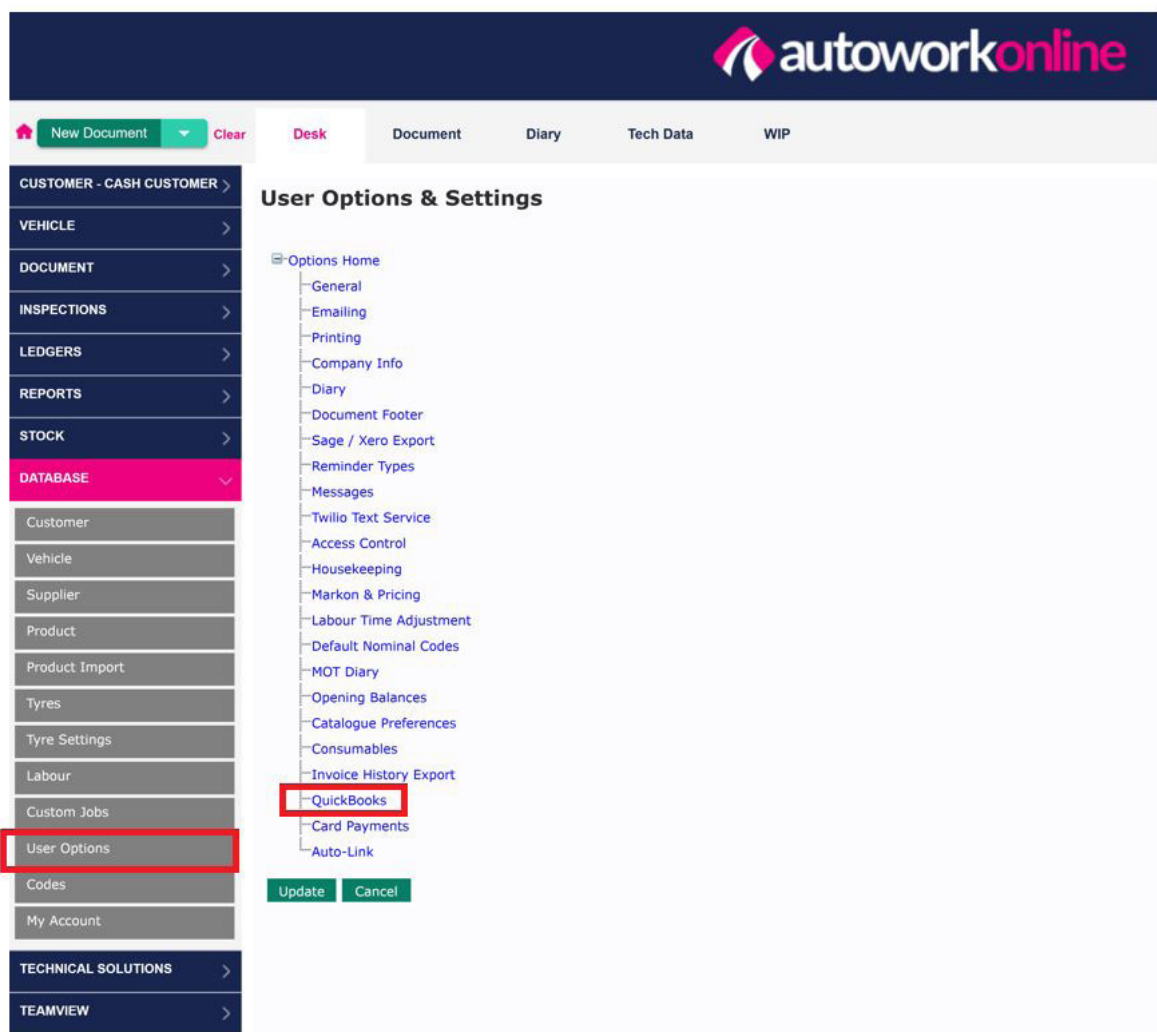 autoworkonline
New Document
Clear
Desk
Document
Diary
Tech Data
WIP
CUSTOMER - CASH CUSTOMER
VEHICLE
DOCUMENT
INSPECTIONS
LEDGERS
REPORTS
STOCK
DATABASE
Customer
Vehicle
Supplier
Product
Product Import
Tyres
Tyre Settings
Labour
Custom Jobs
User Options
Codes
My Account
TECHNICAL SOLUTIONS
TEAMVIEW
User Options & Settings
Options Home
General
Emailing
Printing
Company Info
Diary
Document Footer
Sage / Xero Export
Reminder Types
Messages
Twilio Text Service
Access Control
Housekeeping
Markon & Pricing
Labour Time Adjustment
Default Nominal Codes
MOT Diary
Opening Balances
Catalogue Preferences
Consumables
Invoice History Export
QuickBooks
Card Payments
Auto-Link
Update
Cancel